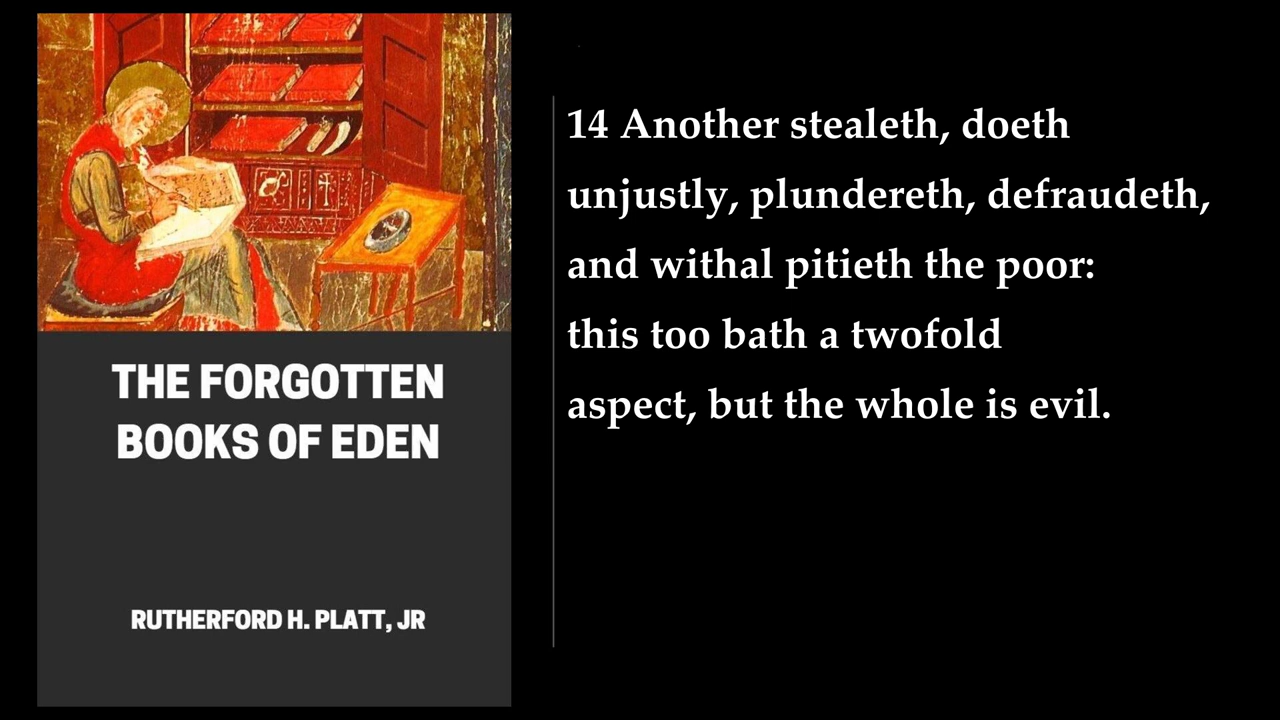 THE FORGOTTEN
BOOKS OF EDEN
RUTHERFORD H. PLATT, JR
14 Another stealeth, doeth
unjustly, plundereth, defraudeth,
and withal pitieth the poor:
this too bath a twofold
aspect, but the whole is evil.